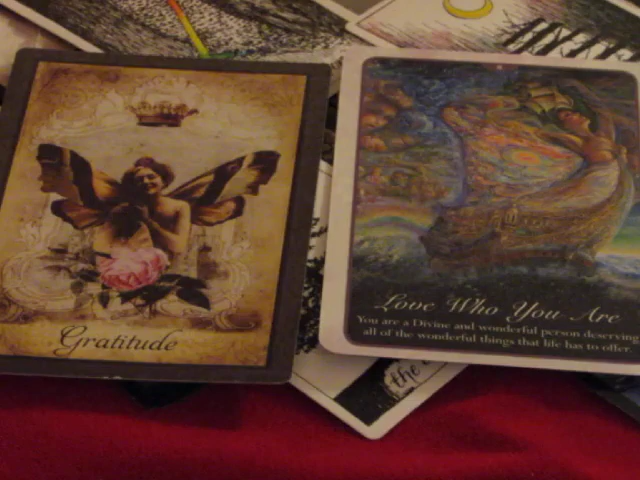 Gratitude
Love Who You Are
You are a Divine and wonderful person deserving
all of the wonderful things that life has to offer.
the